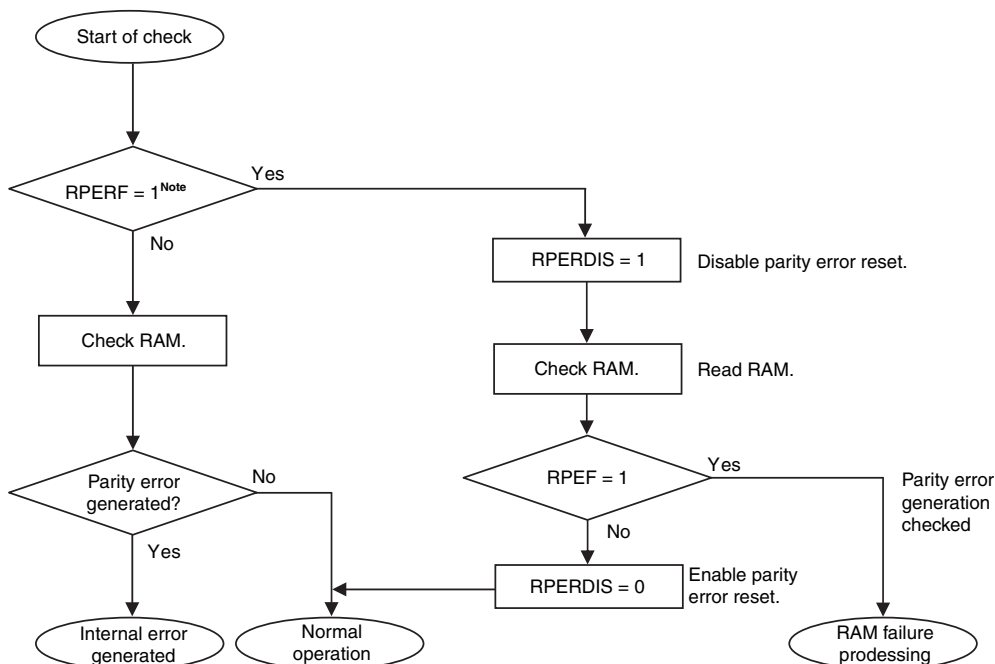 Start of check
RPERF = 1Note
Yes
No
RPERDIS = 1
Disable parity error reset.
Check RAM.
Check RAM.
Read RAM.
Parity error
generated?
No
Yes
RPEF = 1
Yes
No
Parity error
generation
checked
RPERDIS = 0
Enable parity
error reset.
Internal error
generated
Normal
operation
RAM failure
prodessing